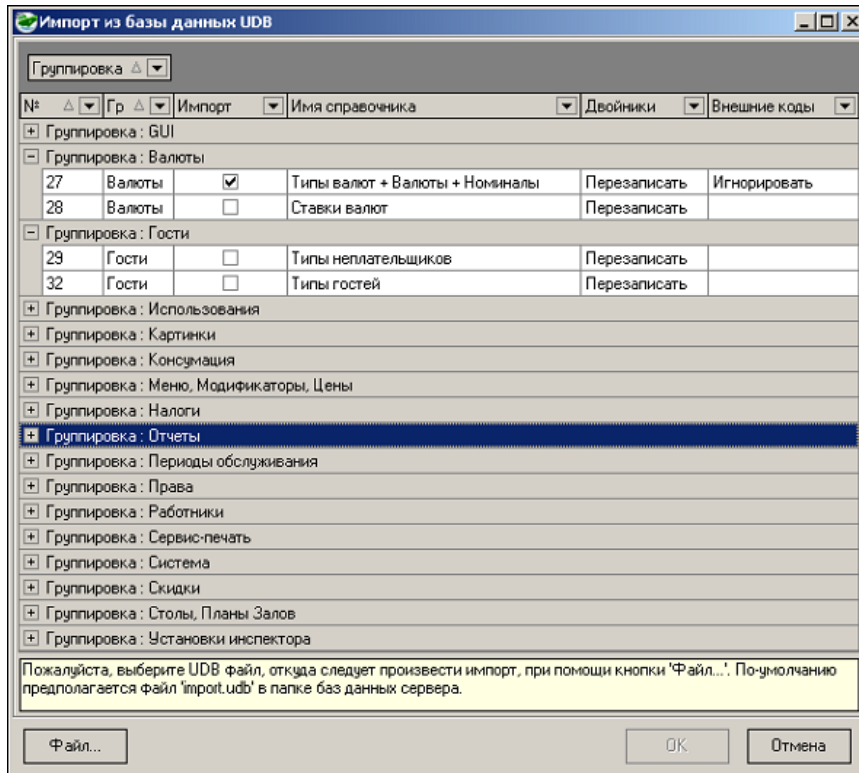 Импорт из базы данных UDB
Группировка
№ Гр Импорт Имя справочника Двойники Внешние коды
Группировка : GUI
Группировка : Валюты
27 Валюты Типы валют + Валюты + Номиналы Перезаписать Игнорировать
28 Валюты Ставки валют Перезаписать
Группировка : Гости
29 Гости Типы неплательщиков Перезаписать
32 Гости Типы гостей Перезаписать
Группировка : Использования
Группировка : Картинки
Группировка : Консумация
Группировка : Меню, Модификаторы, Цены
Группировка : Налоги
Группировка : Отчеты
Группировка : Периоды обслуживания
Группировка : Права
Группировка : Работники
Группировка : Сервис-печать
Группировка : Система
Группировка : Скидки
Группировка : Столы, Планы Залов
Группировка : Установки инспектора
Пожалуйста, выберите UDB файл, откуда следует произвести импорт, при помощи кнопки 'Файл...'. По-умолчанию
предполагается файл 'import.udb' в папке баз данных сервера.
Файл... OK Отмена